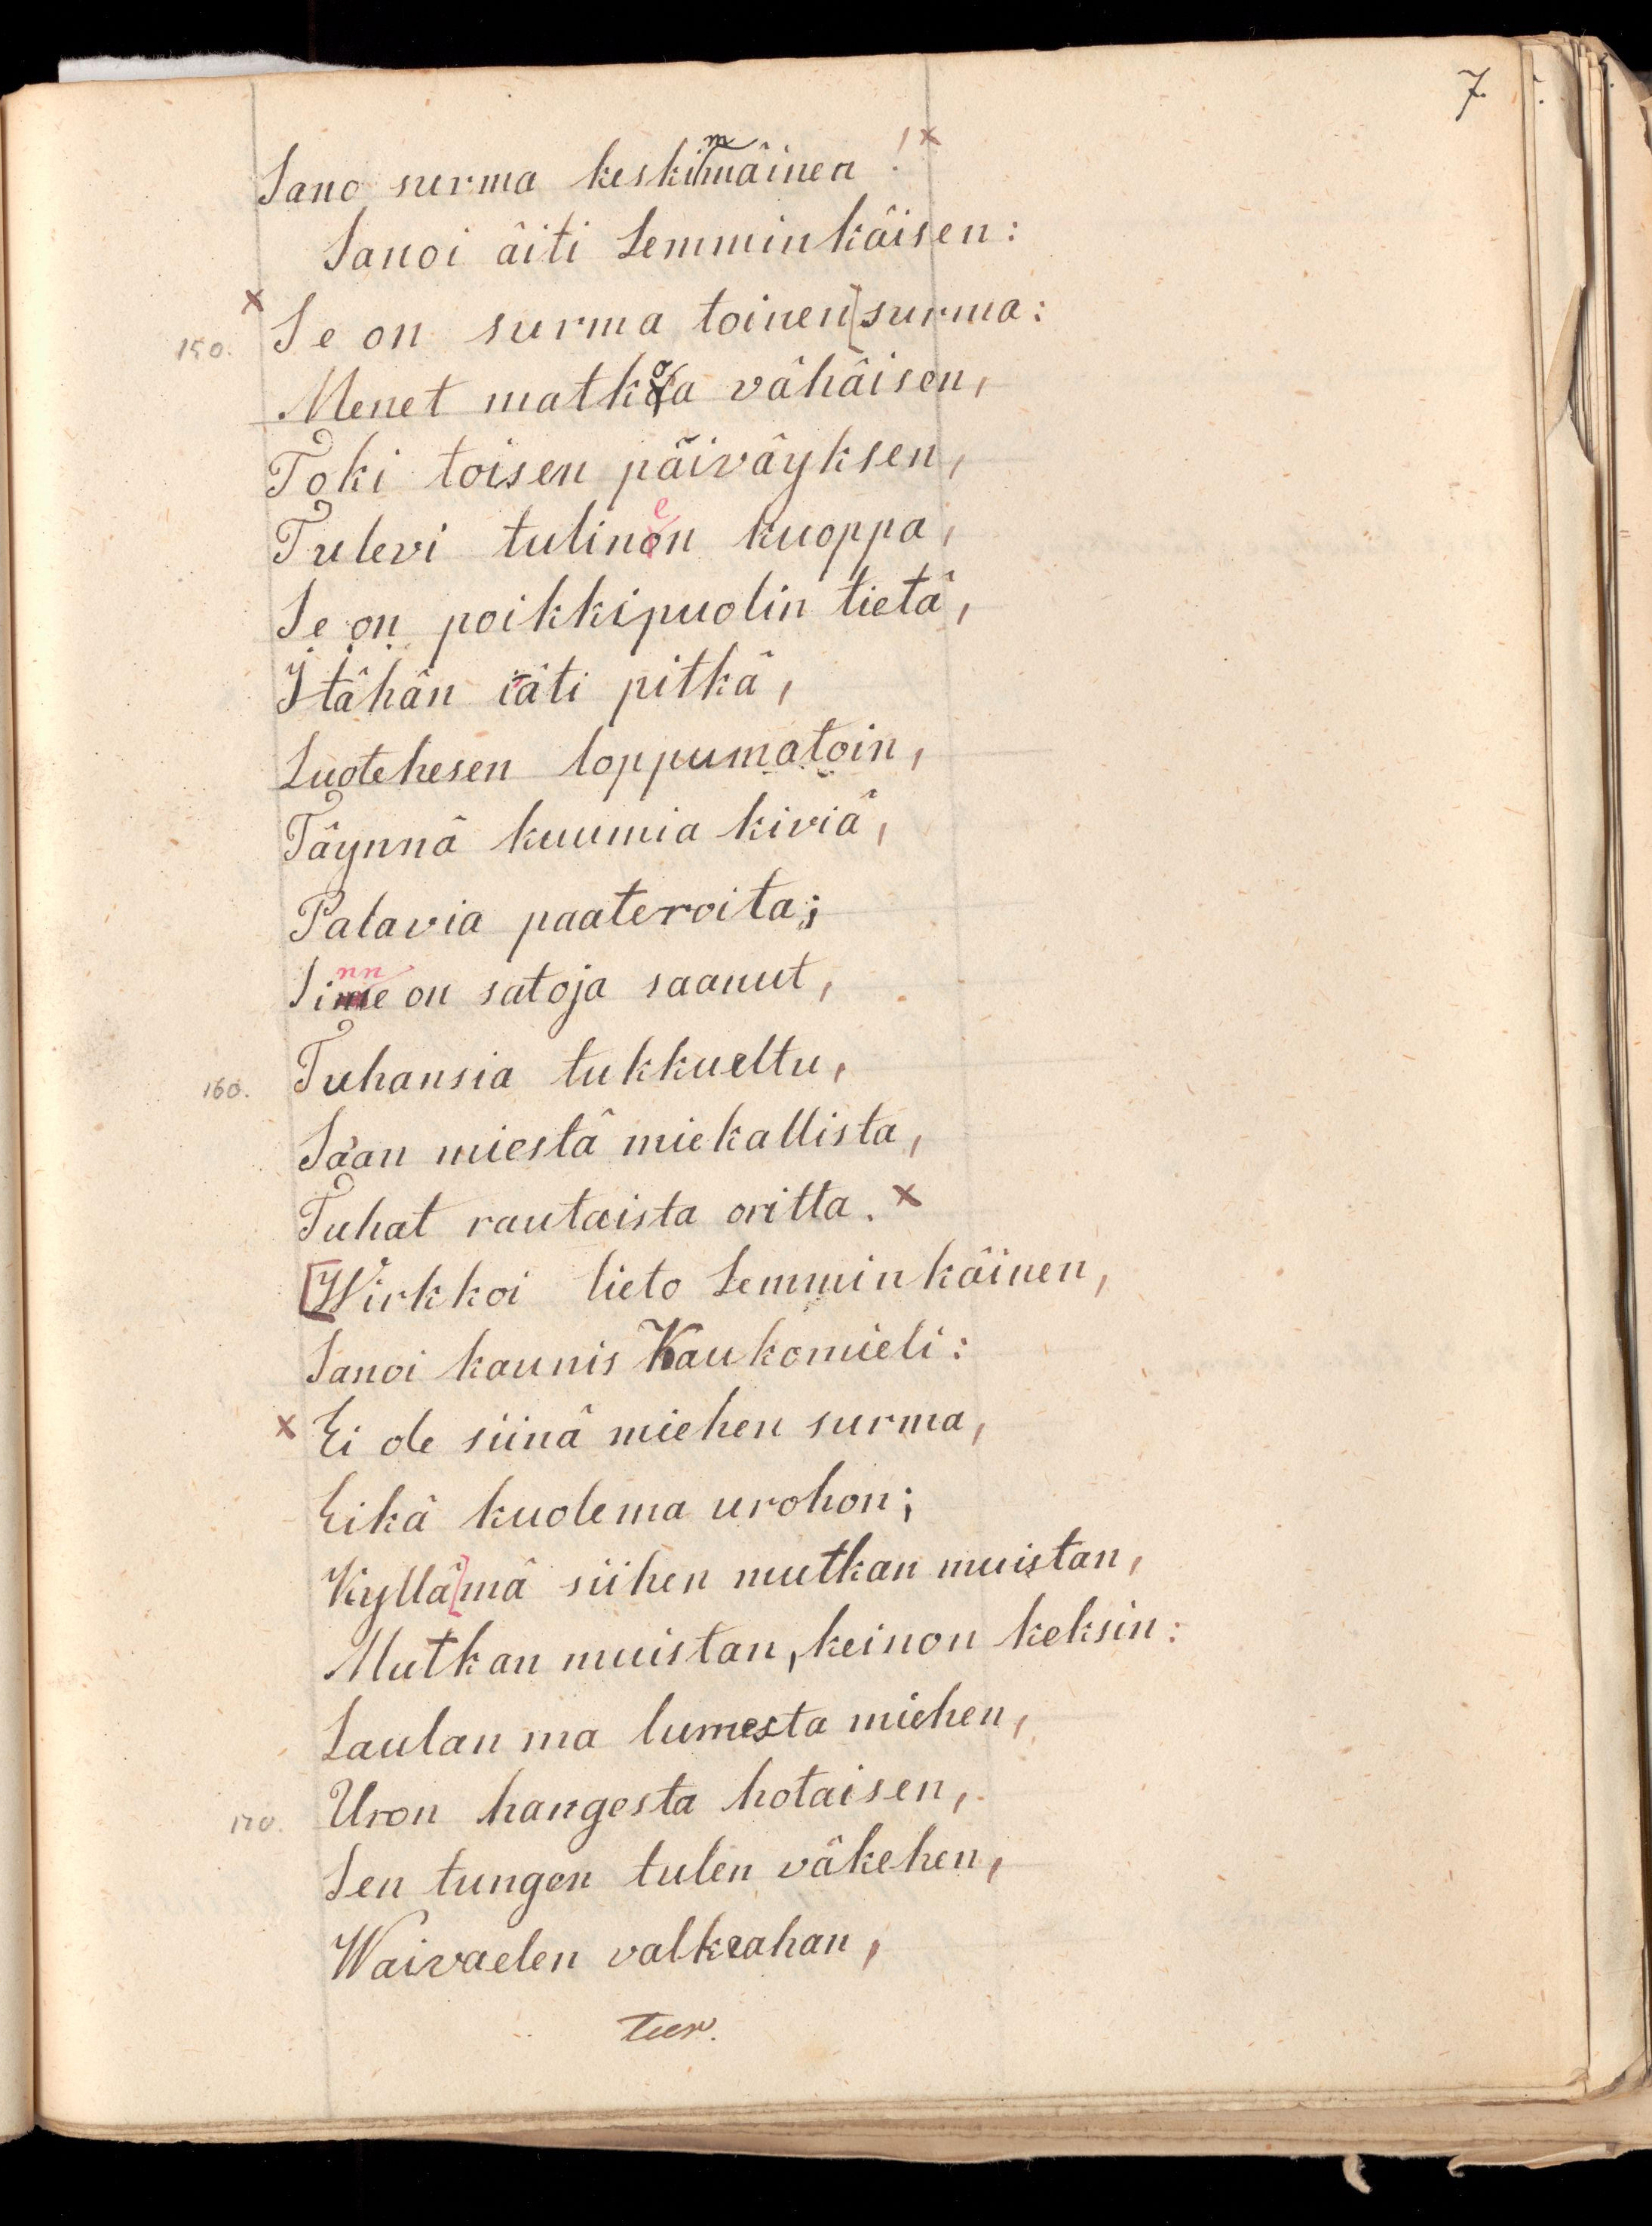 7.
Sano surma keskimmäinen! x
Sanoi äiti Lemminkäisen:
x
150. Se on surma toinen [surma:
Menet matkoa vähäisen,
Toki toisen päiväyksen,
Tulevi tulinen kuoppa,
Se on poikkipuolin tietä,
Itähän iäti pitkä,
Luotehesen loppumatoin,
Täynnä kuumia kiviä,
Palavia paateroita;
Sinne on satoja saanut,
160. Tuhansia tukkueltu,
Sa'an miestä miekallista,
Tuhat rautaista oritta. x
[Wirkkoi lieto Lemminkäinen,
Sanoi kaunis Kaukomieli:
x Ei ole siinä miehen surma,
Eikä kuolema urohon;
Kyllä [mä siihen mutkan muistan,
Mutkan muistan, keinon keksin:
Laulan ma lumesta miehen,
170. Uron hangesta hotaisen,
Sen tungen tulen väkehen,
Waivaelen valkeahan,